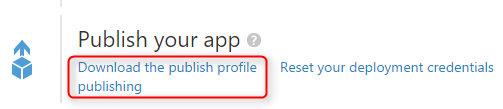 Publish your app ?
Download the publish profile Reset your deployment credentials
publishing